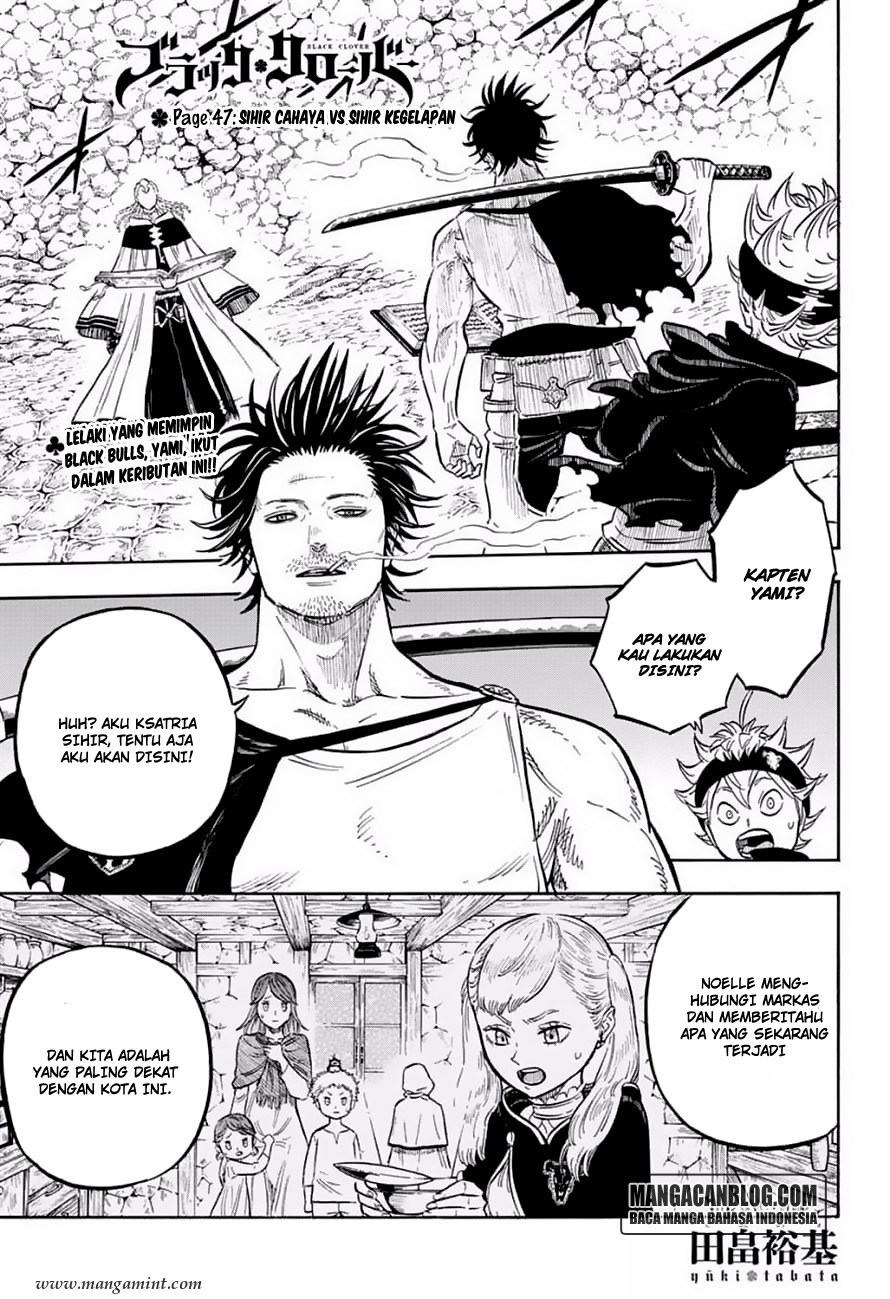 ブラッククローバー
BLACK CLOVER
Page 47: SIHIR CAHAYA VS SIHIR KEGELAPAN
LELAKI YANG MEMIMPIN
BLACK BULLS, YAMI, IKUT
DALAM KERIBUTAN INI!!
KAPTEN
YAMI?
APA YANG
KAU LAKUKAN
DISINI?
HUH? AKU KSATRIA
SIHIR, TENTU AJA
AKU AKAN DISINI!
NOELLE MENG-
HUBUNGI MARKAS
DAN MEMBERITAHU
APA YANG SEKARANG
TERJADI
DAN KITA ADALAH
YANG PALING DEKAT
DENGAN KOTA INI.
MANGACANBLOG.COM
BACA MANGA BAHASA INDONESIA
田畠裕基
yūki tabata
www.mangamint.com